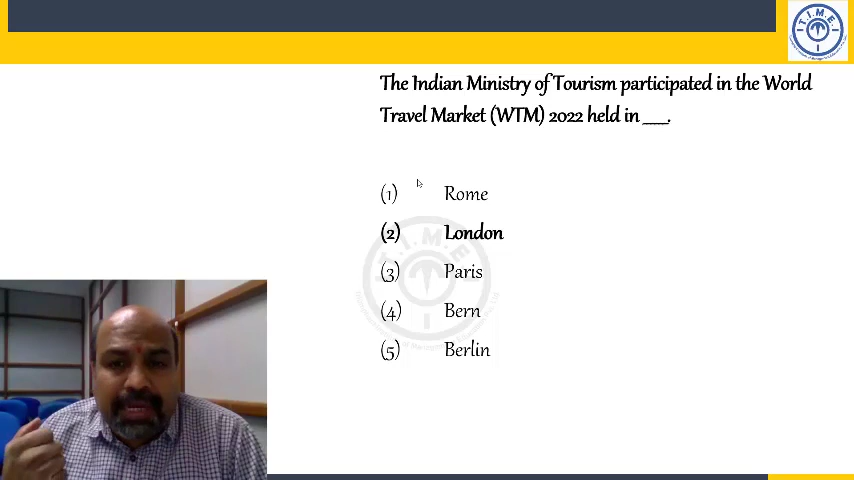 T.I.M.E.
The Indian Ministry of Tourism participated in the World
Travel Market (WTM) 2022 held in ____.
(1) Rome
(2) London
(3) Paris
(4) Bern
(5) Berlin
T.I.M.E.